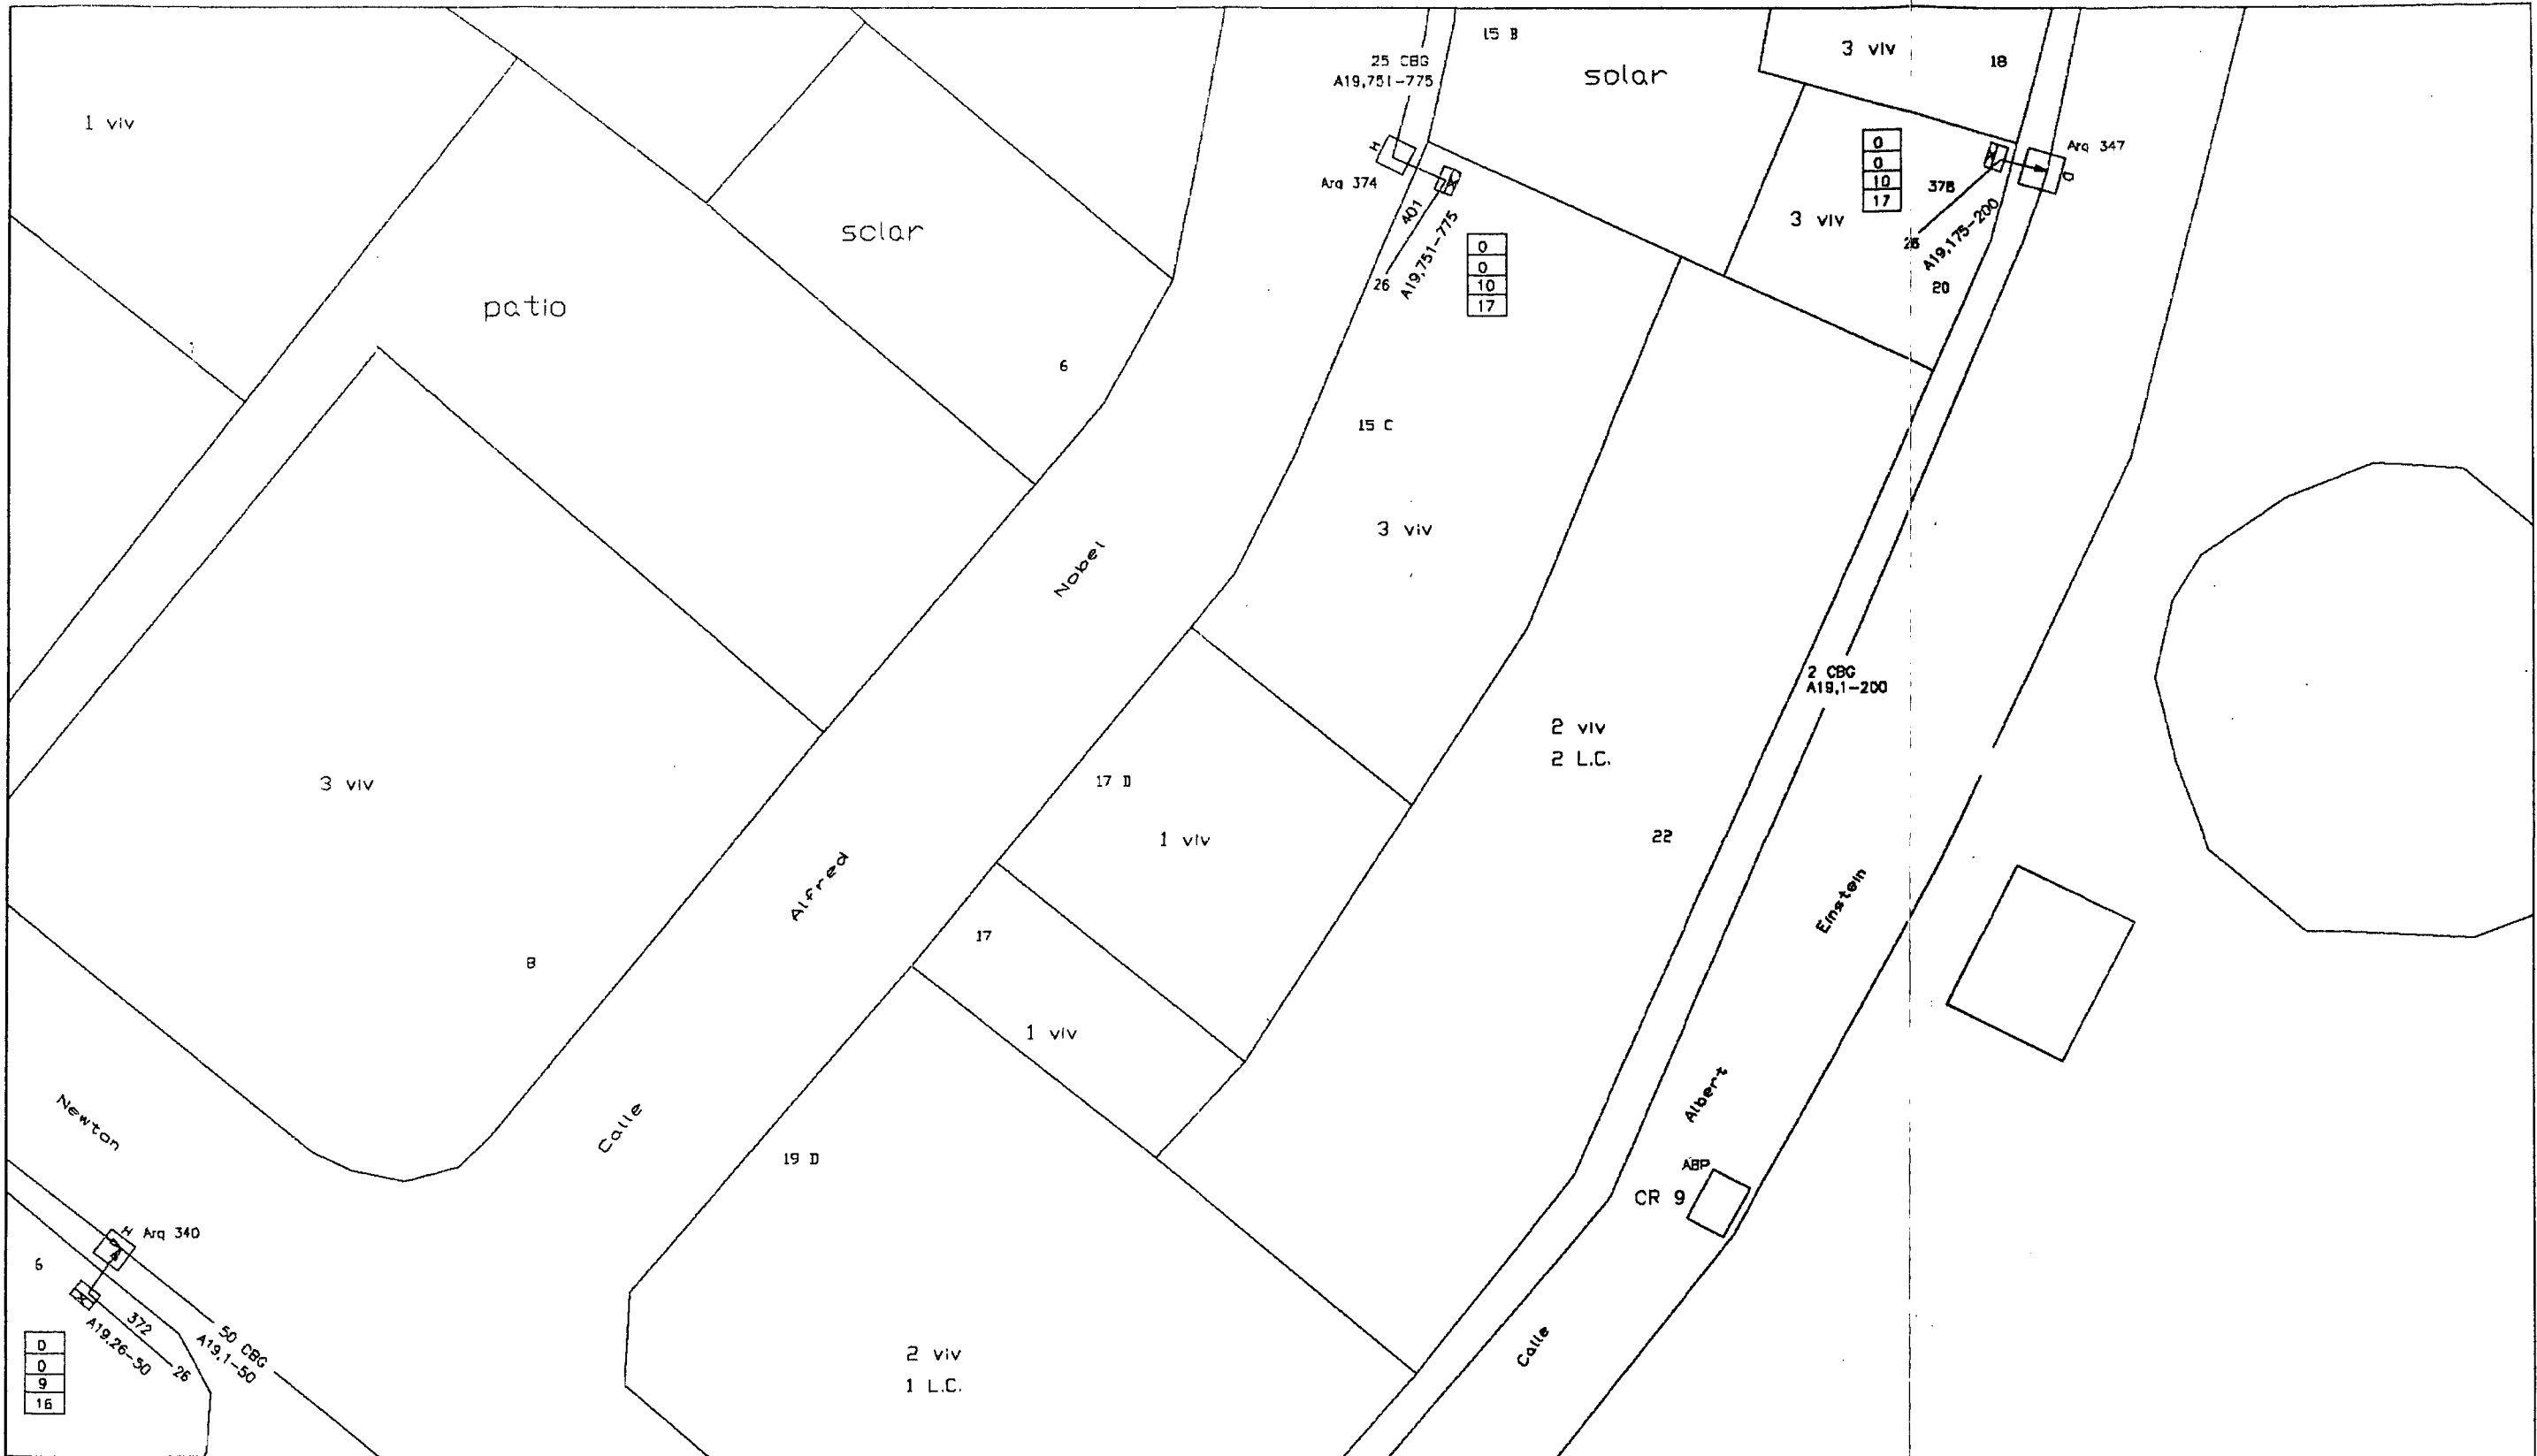 15 B
3 viv
18
25 CBG
A19,751-775
solar
1 viv
H
Arq 374
401
A19,751-775
26
0
0
10
17
0
0
10
17
378
Arq 347
3 viv
26
A19,175-200
20
solar
patio
6
15 C
3 viv
Nobel
2 CBG
A19,1-200
2 viv
2 L.C.
3 viv
17 D
1 viv
22
Alfred
Einstein
17
1 viv
Newton
Calle
Albert
19 D
ABP
CR 9
H
Arq 340
6
372
A19,26-50
26
50 CBG
A19,1-50
Calle
2 viv
1 L.C.
0
0
9
16